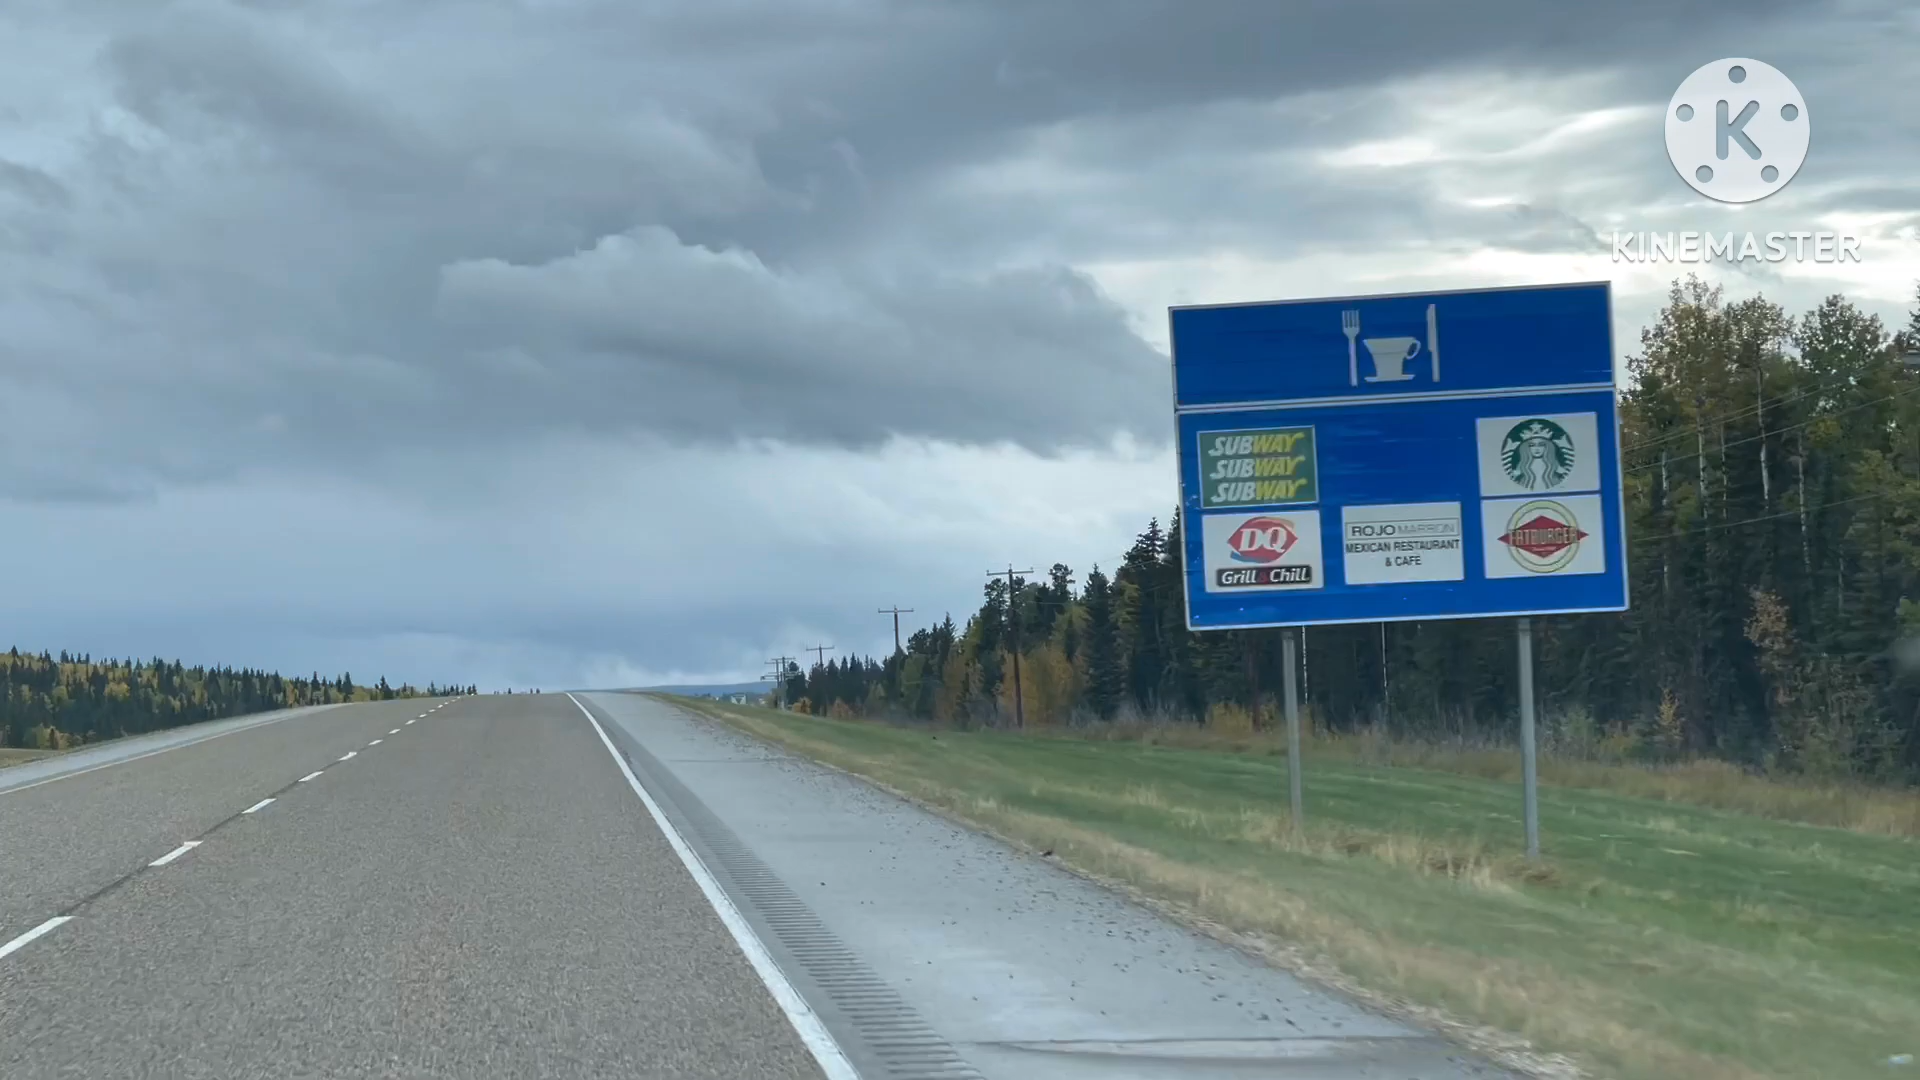 K
KINEMASTER
SUBWAY
SUBWAY
SUBWAY
DQ
Grill & Chill
ROJO MARRON
MEXICAN RESTAURANT
& CAFE
FATBURGER